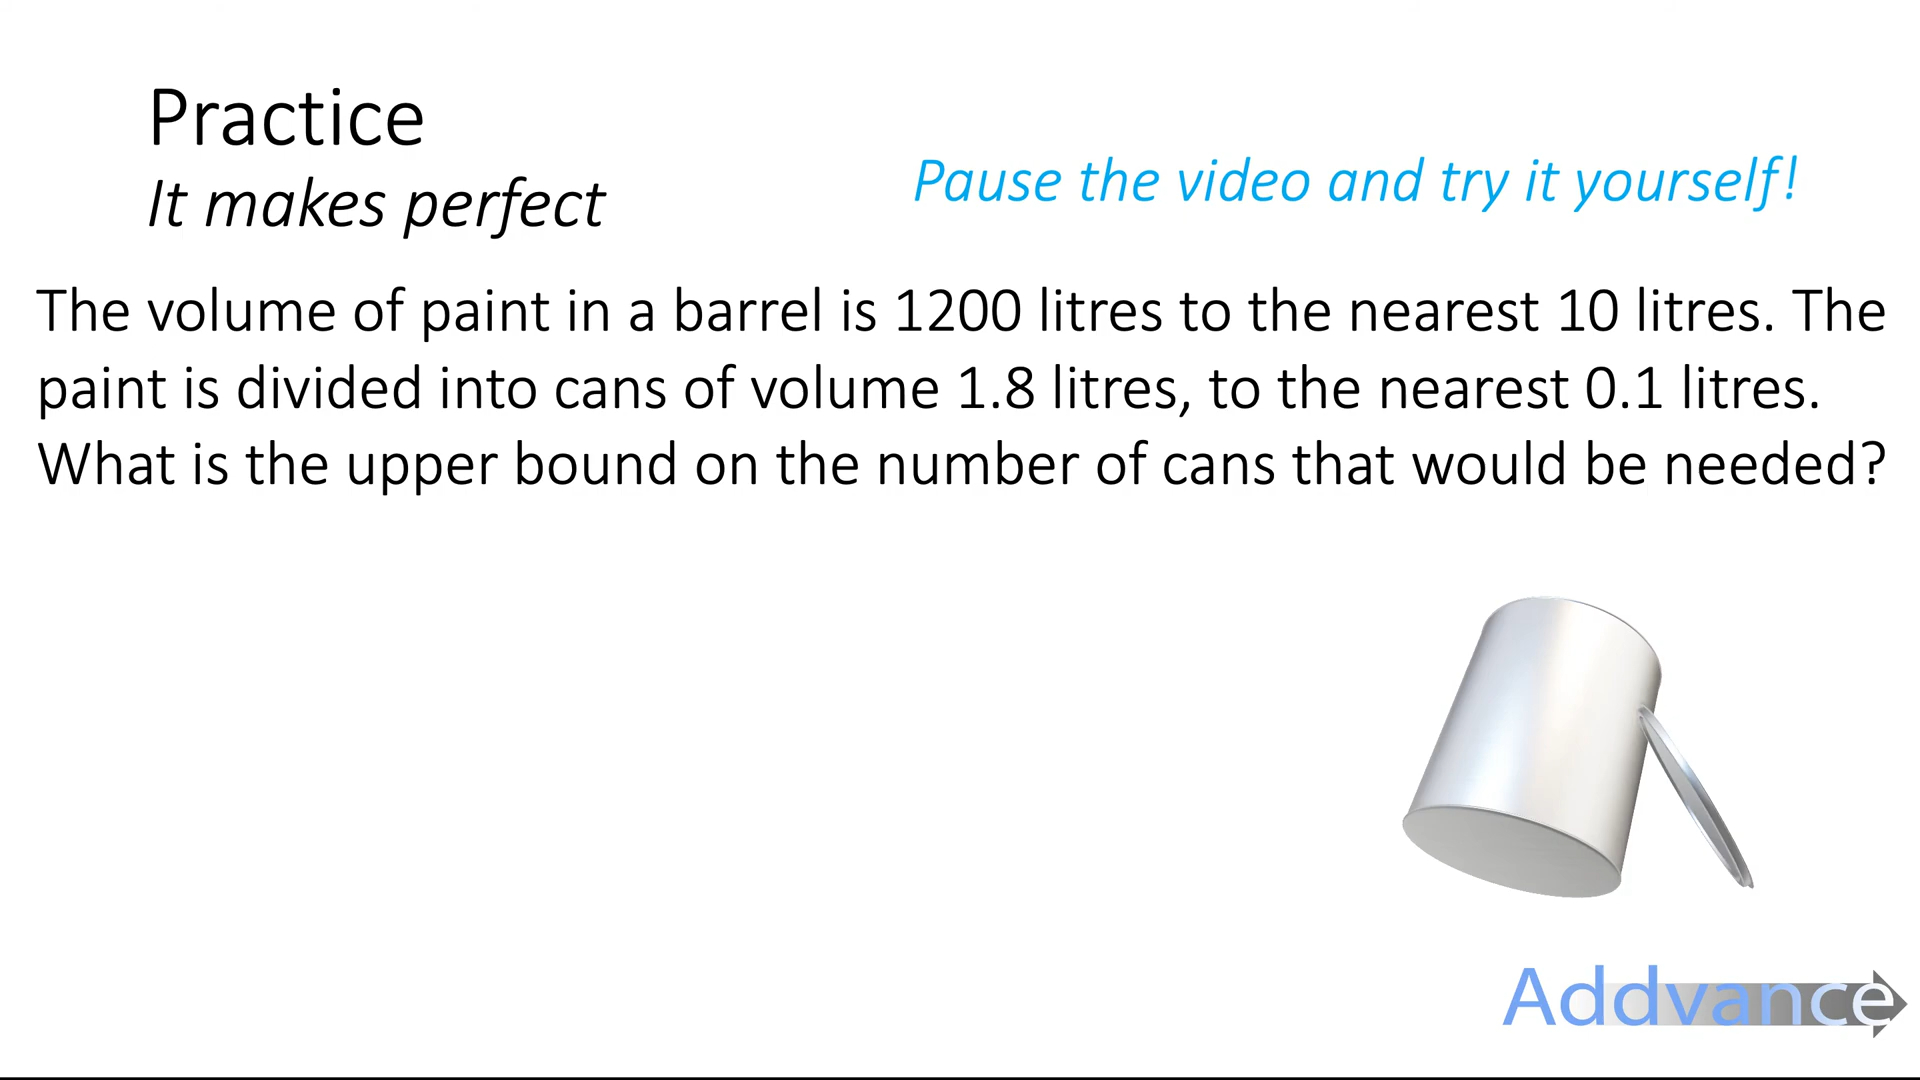 Practice
It makes perfect
Pause the video and try it yourself!
The volume of paint in a barrel is 1200 litres to the nearest 10 litres. The
paint is divided into cans of volume 1.8 litres, to the nearest 0.1 litres.
What is the upper bound on the number of cans that would be needed?
Addvance